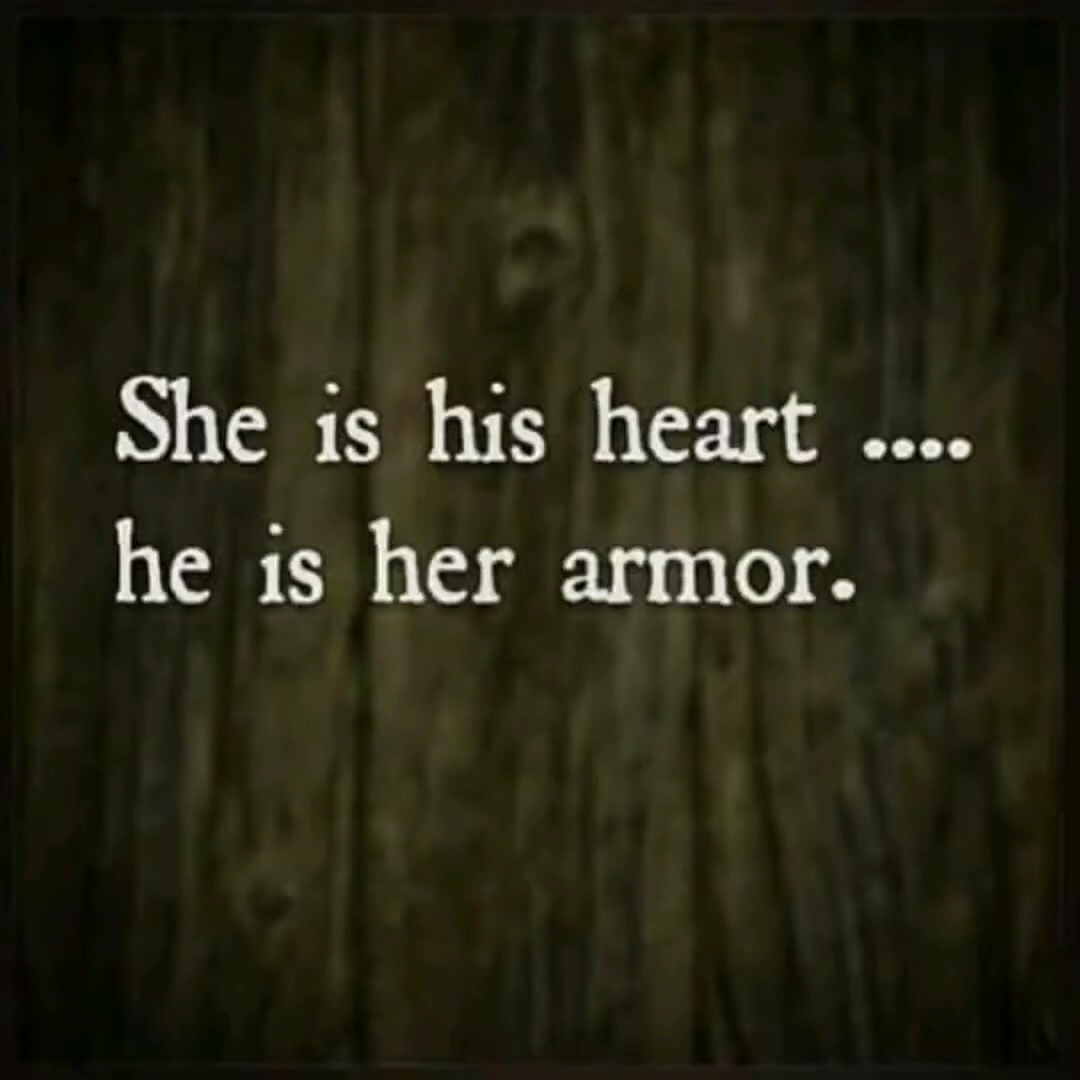 She is his heart ....
he is her armor.